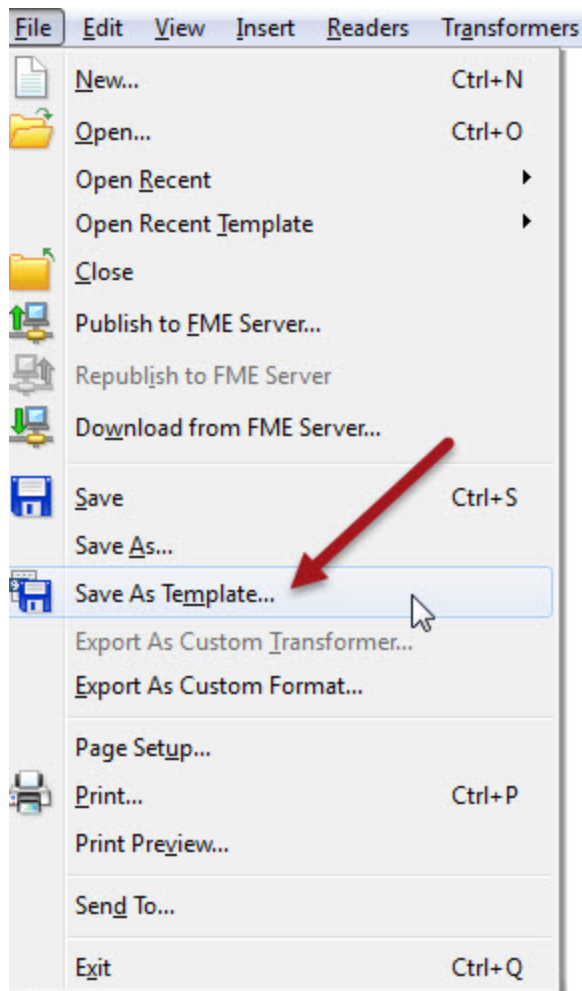 File Edit View Insert Readers Transformers
New... Ctrl+N
Open... Ctrl+O
Open Recent
Open Recent Template
Close
Publish to FME Server...
Republish to FME Server
Download from FME Server...
Save Ctrl+S
Save As...
Save As Template...
Export As Custom Transformer...
Export As Custom Format...
Page Setup...
Print... Ctrl+P
Print Preview...
Send To...
Exit Ctrl+Q